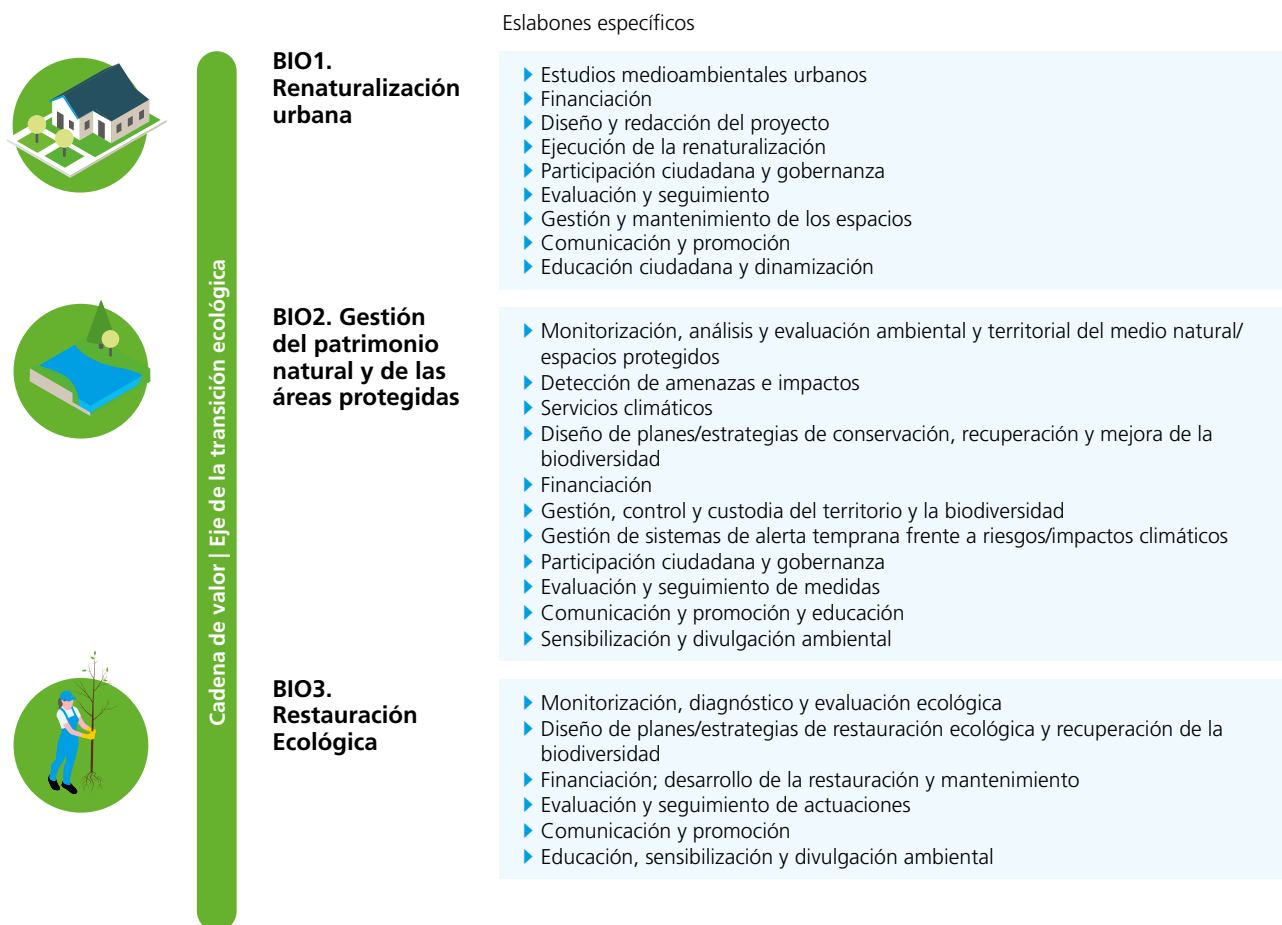 Eslabones específicos
Cadena de valor | Eje de la transición ecológica
BIO1.
Renaturalización
urbana
Estudios medioambientales urbanos
Financiación
Diseño y redacción del proyecto
Ejecución de la renaturalización
Participación ciudadana y gobernanza
Evaluación y seguimiento
Gestión y mantenimiento de los espacios
Comunicación y promoción
Educación ciudadana y dinamización
BIO2. Gestión
del patrimonio
natural y de las
áreas protegidas
Monitorización, análisis y evaluación ambiental y territorial del medio natural/
espacios protegidos
Detección de amenazas e impactos
Servicios climáticos
Diseño de planes/estrategias de conservación, recuperación y mejora de la
biodiversidad
Financiación
Gestión, control y custodia del territorio y la biodiversidad
Gestión de sistemas de alerta temprana frente a riesgos/impactos climáticos
Participación ciudadana y gobernanza
Evaluación y seguimiento de medidas
Comunicación y promoción y educación
Sensibilización y divulgación ambiental
BIO3.
Restauración
Ecológica
Monitorización, diagnóstico y evaluación ecológica
Diseño de planes/estrategias de restauración ecológica y recuperación de la
biodiversidad
Financiación; desarrollo de la restauración y mantenimiento
Evaluación y seguimiento de actuaciones
Comunicación y promoción
Educación, sensibilización y divulgación ambiental